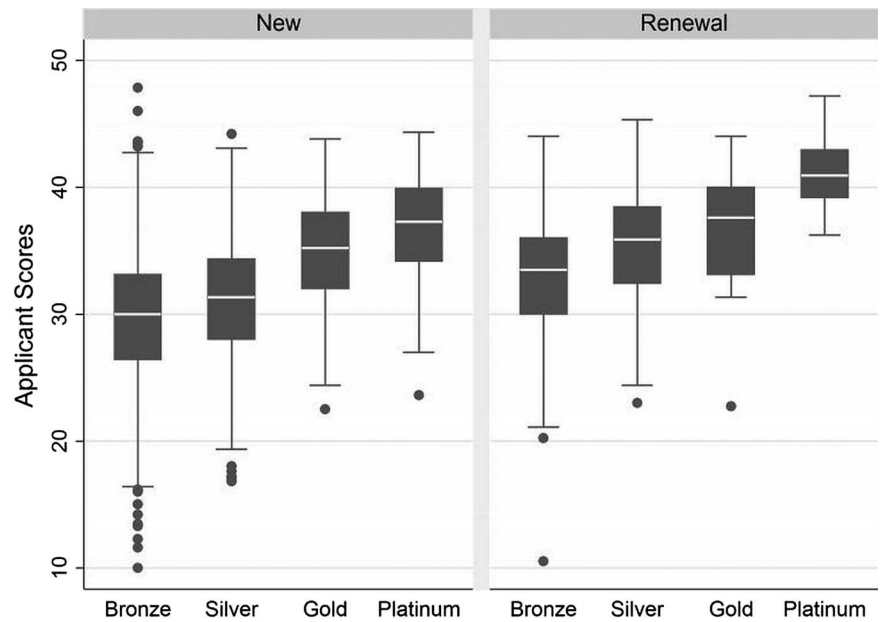 New
Renewal
Applicant Scores
50
40
30
20
10
Bronze Silver Gold Platinum
Bronze Silver Gold Platinum